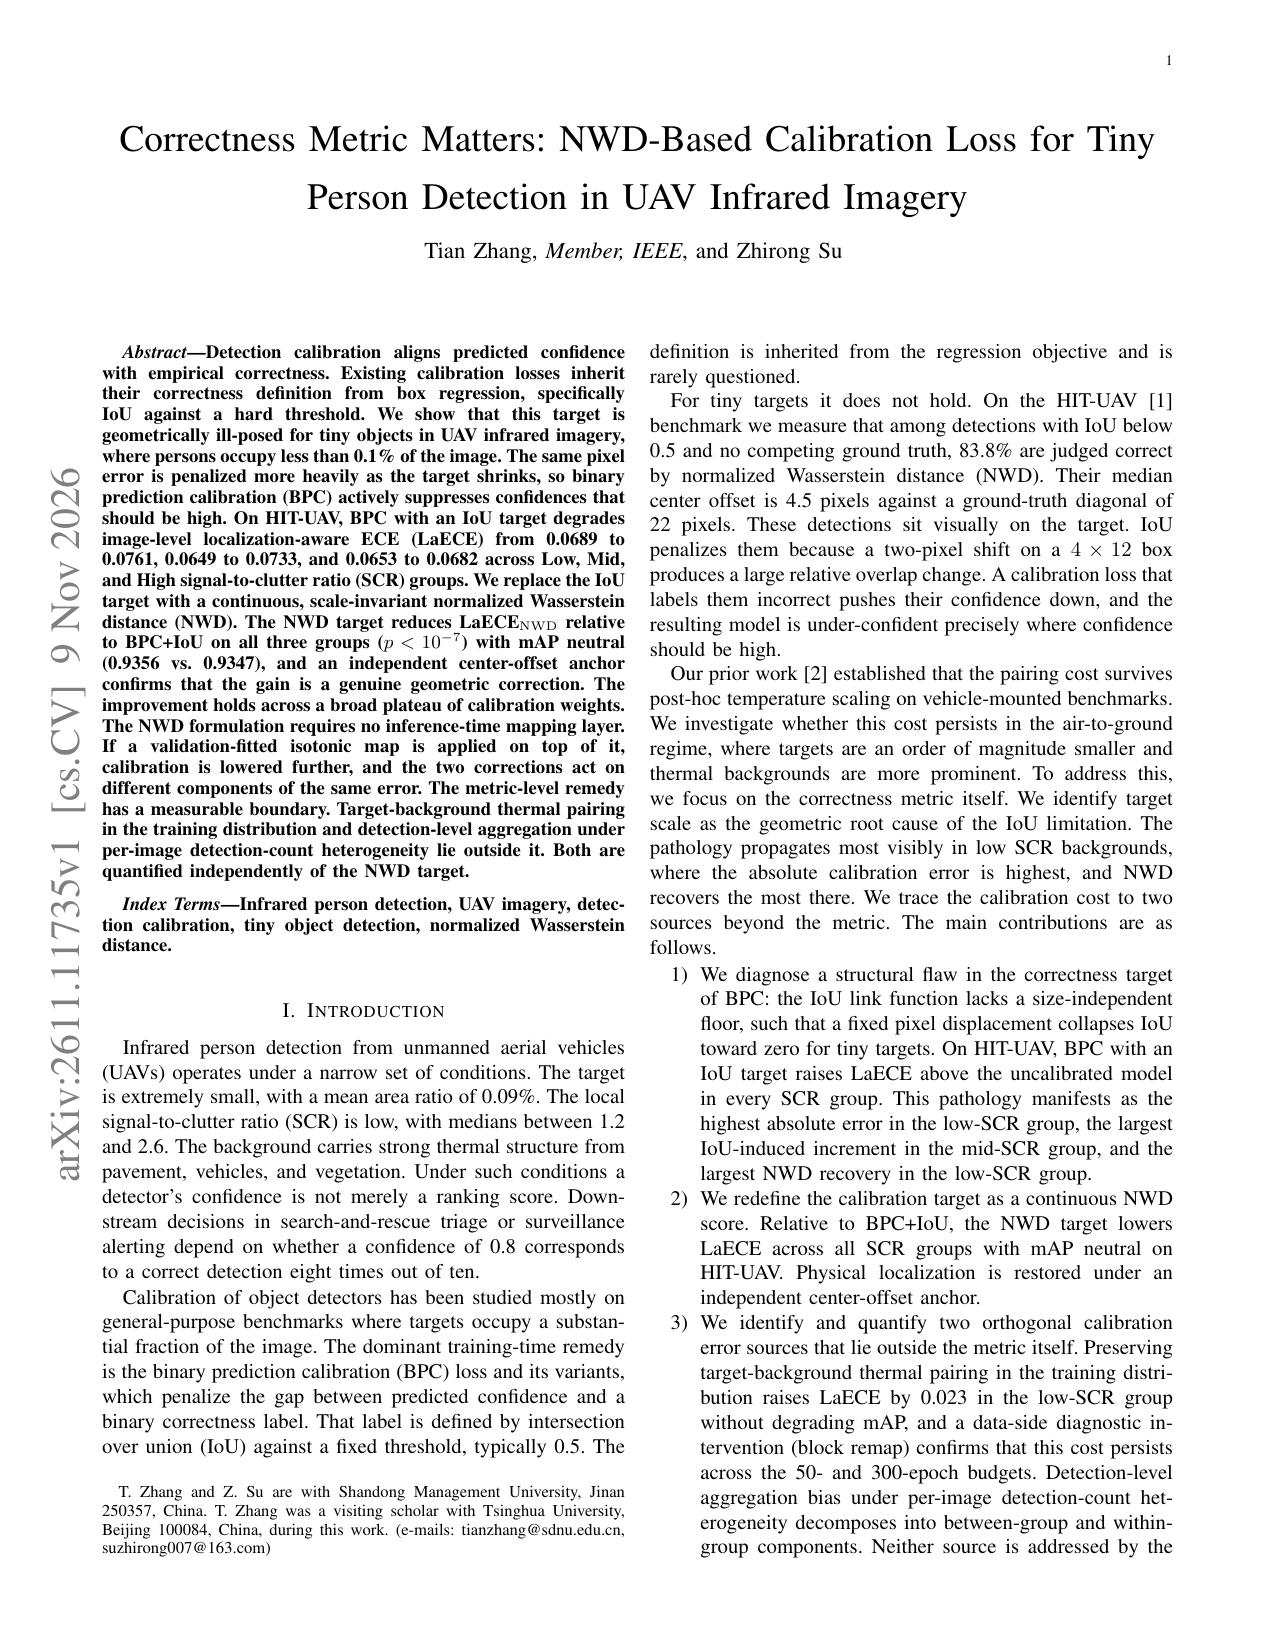 1
Correctness Metric Matters: NWD-Based Calibration Loss for Tiny
Person Detection in UAV Infrared Imagery
Tian Zhang, Member, IEEE, and Zhirong Su
arXiv:2611.11735v1 [cs.CV] 9 Nov 2026
Abstract—Detection calibration aligns predicted confidence
with empirical correctness. Existing calibration losses inherit
their correctness definition from box regression, specifically
IoU against a hard threshold. We show that this target is
geometrically ill-posed for tiny objects in UAV infrared imagery,
where persons occupy less than 0.1% of the image. The same pixel
error is penalized more heavily as the target shrinks, so binary
prediction calibration (BPC) actively suppresses confidences that
should be high. On HIT-UAV, BPC with an IoU target degrades
image-level localization-aware ECE (LaECE) from 0.0689 to
0.0761, 0.0649 to 0.0733, and 0.0653 to 0.0682 across Low, Mid,
and High signal-to-clutter ratio (SCR) groups. We replace the IoU
target with a continuous, scale-invariant normalized Wasserstein
distance (NWD). The NWD target reduces LaECE_NWD relative
to BPC+IoU on all three groups (p < 10⁻⁷) with mAP neutral
(0.9356 vs. 0.9347), and an independent center-offset anchor
confirms that the gain is a genuine geometric correction. The
improvement holds across a broad plateau of calibration weights.
The NWD formulation requires no inference-time mapping layer.
If a validation-fitted isotonic map is applied on top of it,
calibration is lowered further, and the two corrections act on
different components of the same error. The metric-level remedy
has a measurable boundary. Target-background thermal pairing
in the training distribution and detection-level aggregation under
per-image detection-count heterogeneity lie outside it. Both are
quantified independently of the NWD target.
Index Terms—Infrared person detection, UAV imagery, detec-
tion calibration, tiny object detection, normalized Wasserstein
distance.
I. INTRODUCTION
Infrared person detection from unmanned aerial vehicles
(UAVs) operates under a narrow set of conditions. The target
is extremely small, with a mean area ratio of 0.09%. The local
signal-to-clutter ratio (SCR) is low, with medians between 1.2
and 2.6. The background carries strong thermal structure from
pavement, vehicles, and vegetation. Under such conditions a
detector's confidence is not merely a ranking score. Down-
stream decisions in search-and-rescue triage or surveillance
alerting depend on whether a confidence of 0.8 corresponds
to a correct detection eight times out of ten.
Calibration of object detectors has been studied mostly on
general-purpose benchmarks where targets occupy a substan-
tial fraction of the image. The dominant training-time remedy
is the binary prediction calibration (BPC) loss and its variants,
which penalize the gap between predicted confidence and a
binary correctness label. That label is defined by intersection
over union (IoU) against a fixed threshold, typically 0.5. The
T. Zhang and Z. Su are with Shandong Management University, Jinan
250357, China. T. Zhang was a visiting scholar with Tsinghua University,
Beijing 100084, China, during this work. (e-mails: tianzhang@sdnu.edu.cn,
suzhirong007@163.com)
definition is inherited from the regression objective and is
rarely questioned.
For tiny targets it does not hold. On the HIT-UAV [1]
benchmark we measure that among detections with IoU below
0.5 and no competing ground truth, 83.8% are judged correct
by normalized Wasserstein distance (NWD). Their median
center offset is 4.5 pixels against a ground-truth diagonal of
22 pixels. These detections sit visually on the target. IoU
penalizes them because a two-pixel shift on a 4 × 12 box
produces a large relative overlap change. A calibration loss that
labels them incorrect pushes their confidence down, and the
resulting model is under-confident precisely where confidence
should be high.
Our prior work [2] established that the pairing cost survives
post-hoc temperature scaling on vehicle-mounted benchmarks.
We investigate whether this cost persists in the air-to-ground
regime, where targets are an order of magnitude smaller and
thermal backgrounds are more prominent. To address this,
we focus on the correctness metric itself. We identify target
scale as the geometric root cause of the IoU limitation. The
pathology propagates most visibly in low SCR backgrounds,
where the absolute calibration error is highest, and NWD
recovers the most there. We trace the calibration cost to two
sources beyond the metric. The main contributions are as
follows.
1) We diagnose a structural flaw in the correctness target
of BPC: the IoU link function lacks a size-independent
floor, such that a fixed pixel displacement collapses IoU
toward zero for tiny targets. On HIT-UAV, BPC with an
IoU target raises LaECE above the uncalibrated model
in every SCR group. This pathology manifests as the
highest absolute error in the low-SCR group, the largest
IoU-induced increment in the mid-SCR group, and the
largest NWD recovery in the low-SCR group.
2) We redefine the calibration target as a continuous NWD
score. Relative to BPC+IoU, the NWD target lowers
LaECE across all SCR groups with mAP neutral on
HIT-UAV. Physical localization is restored under an
independent center-offset anchor.
3) We identify and quantify two orthogonal calibration
error sources that lie outside the metric itself. Preserving
target-background thermal pairing in the training distri-
bution raises LaECE by 0.023 in the low-SCR group
without degrading mAP, and a data-side diagnostic in-
tervention (block remap) confirms that this cost persists
across the 50- and 300-epoch budgets. Detection-level
aggregation bias under per-image detection-count het-
erogeneity decomposes into between-group and within-
group components. Neither source is addressed by the